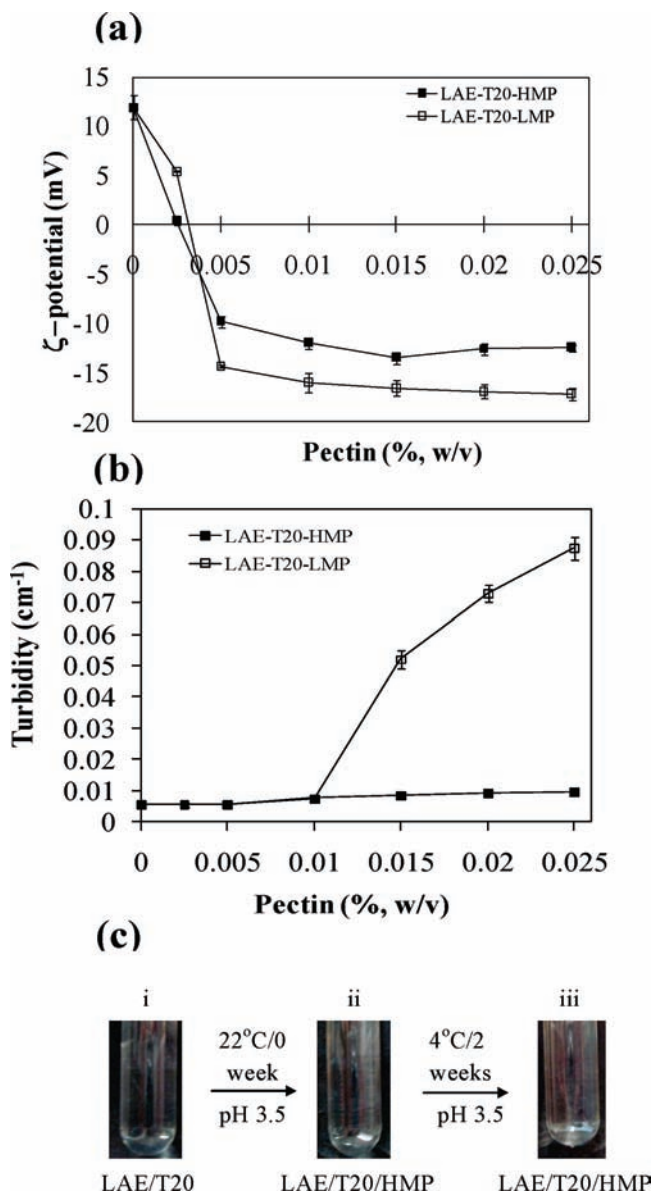 (a)
15
10
5
0
-5
-10
-15
-20
ζ–potential (mV)
LAE-T20-HMP
LAE-T20-LMP
0 0.005 0.01 0.015 0.02 0.025
Pectin (%, w/v)
(b)
0.1
0.09
0.08
0.07
0.06
0.05
0.04
0.03
0.02
0.01
0
Turbidity (cm⁻¹)
LAE-T20-HMP
LAE-T20-LMP
0 0.005 0.01 0.015 0.02 0.025
Pectin (%, w/v)
(c)
i ii iii
22°C/0 4°C/2
week weeks
pH 3.5 pH 3.5
LAE/T20 LAE/T20/HMP LAE/T20/HMP